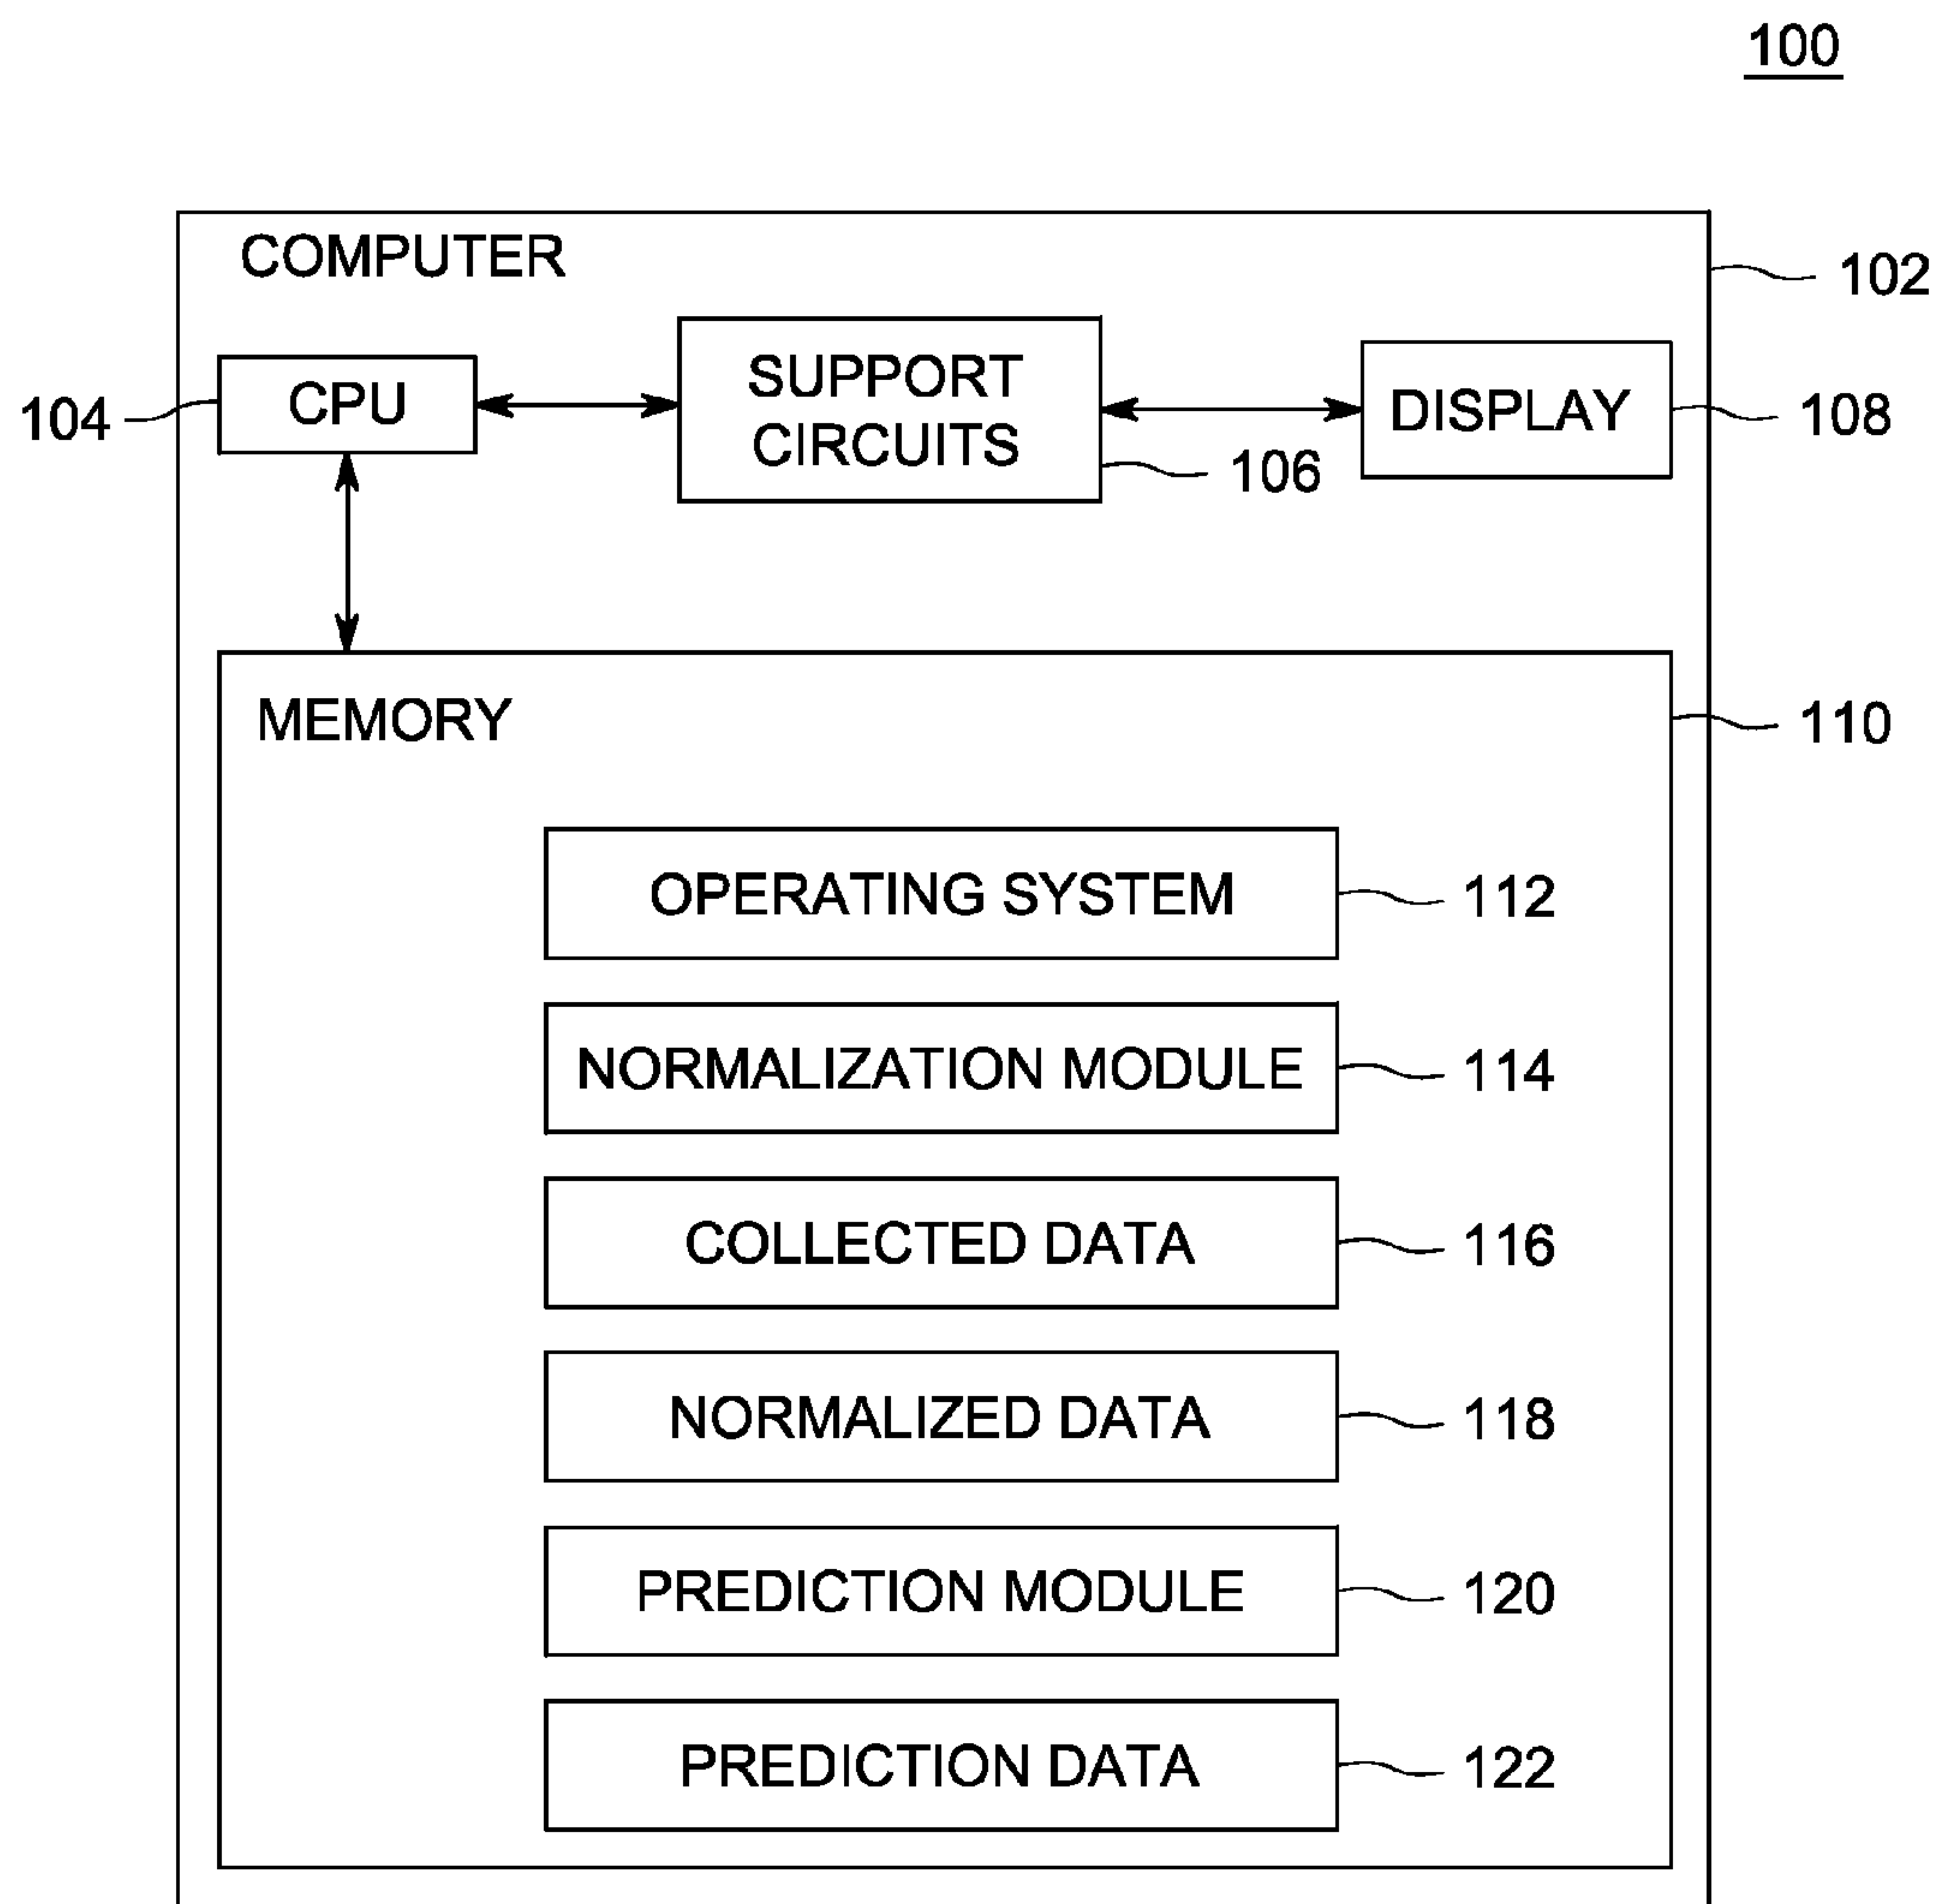 100
COMPUTER
102
104
CPU
SUPPORT
CIRCUITS
106
DISPLAY
108
MEMORY
110
OPERATING SYSTEM
112
NORMALIZATION MODULE
114
COLLECTED DATA
116
NORMALIZED DATA
118
PREDICTION MODULE
120
PREDICTION DATA
122